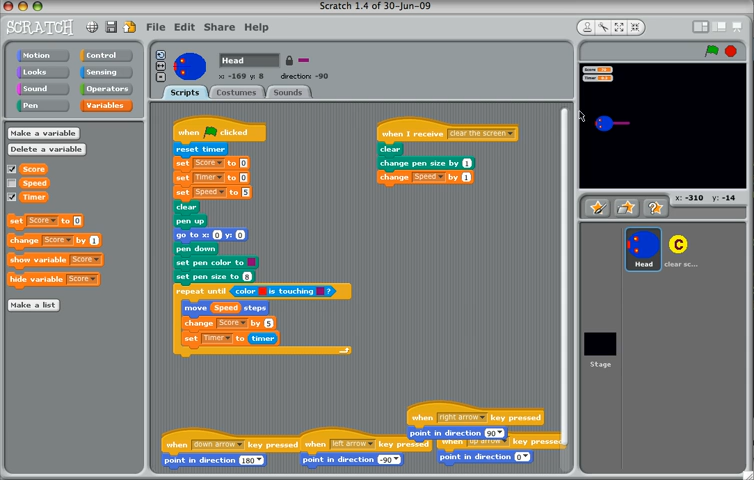 Scratch 1.4 of 30-Jun-09
SCRATCH File Edit Share Help
Motion Control
Looks Sensing
Sound Operators
Pen Variables
Make a variable
Delete a variable
Score
Speed
Timer
set Score to 0
change Score by 1
show variable Score
hide variable Score
Make a list
Head
x: -169 y: 8 direction: -90
Scripts Costumes Sounds
when clicked
reset timer
set Score to 0
set Timer to 0
set Speed to 5
clear
pen up
go to x: 0 y: 0
pen down
set pen color to
set pen size to 8
repeat until color is touching ?
move Speed steps
change Score by 5
set Timer to timer
when I receive clear the screen
clear
change pen size by 1
change Speed by 1
when right arrow key pressed
point in direction 90
when down arrow key pressed
point in direction 180
when left arrow key pressed
point in direction -90
when up arrow key pressed
point in direction 0
Score
Timer
x: -310 y: -14
Head
C
clear sc...
Stage